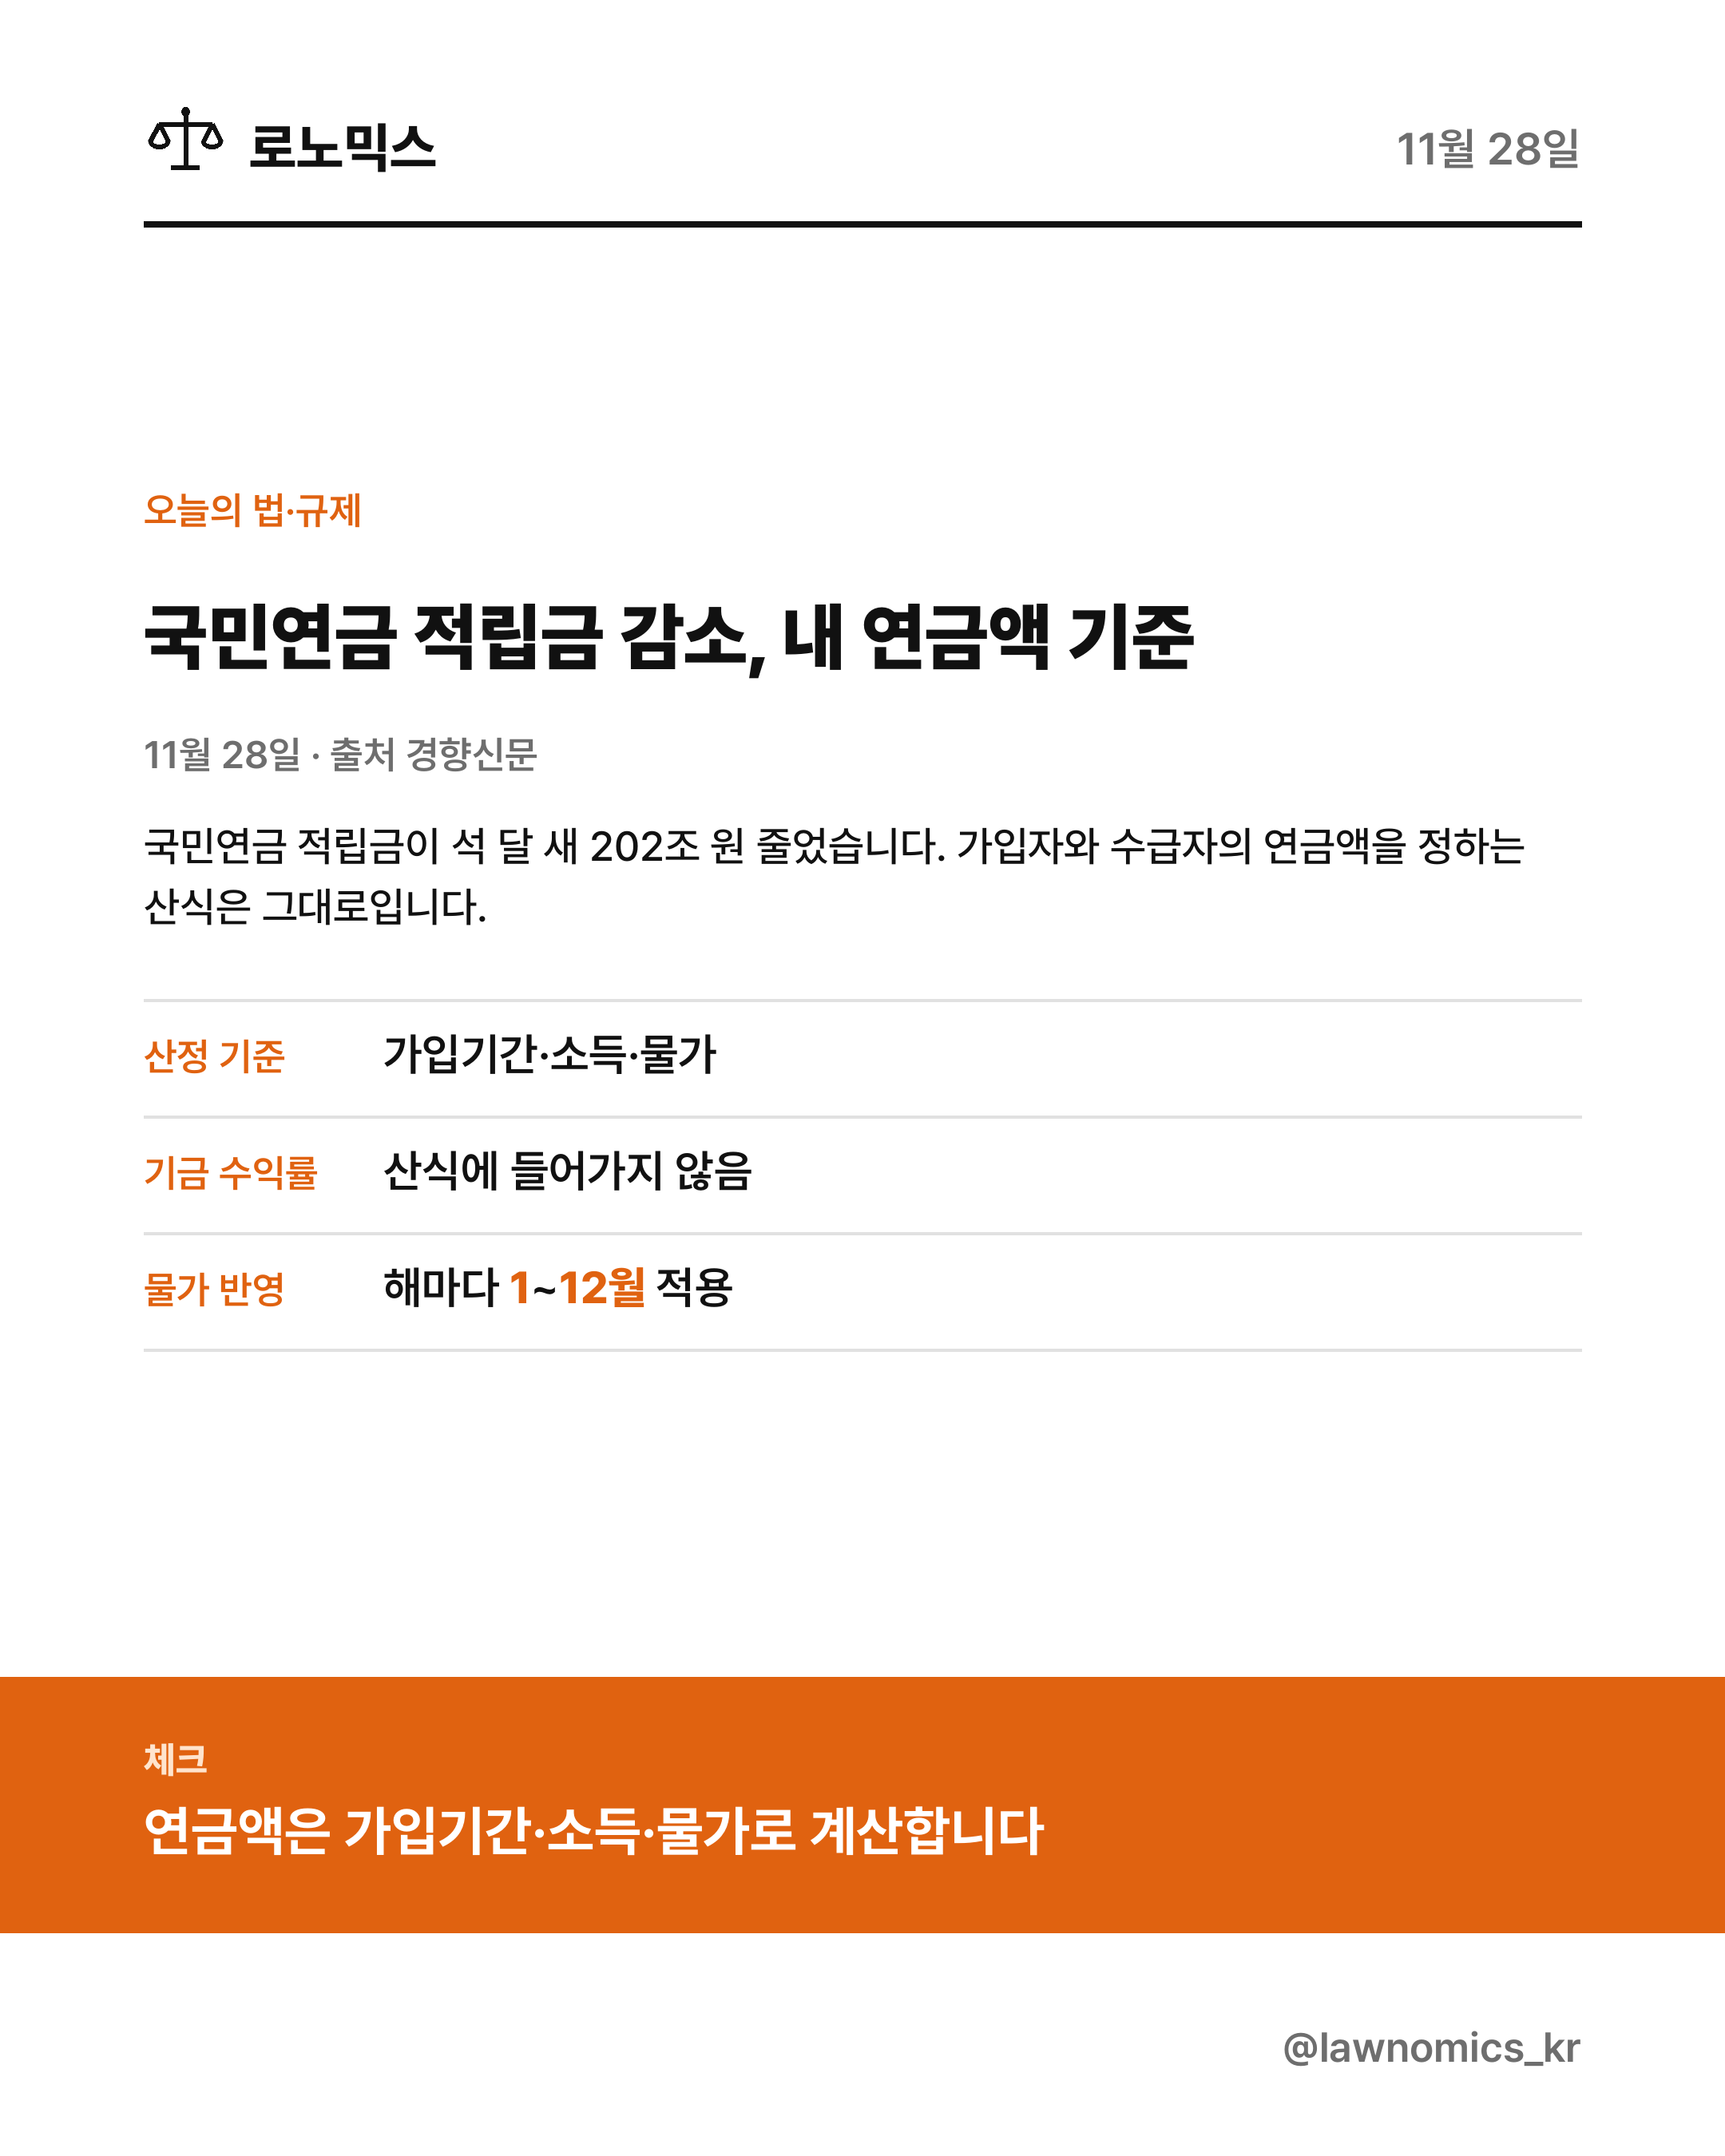 로노믹스
11월 28일
오늘의 법·규제
국민연금 적립금 감소, 내 연금액 기준
11월 28일 · 출처 경향신문
국민연금 적립금이 석 달 새 202조 원 줄었습니다. 가입자와 수급자의 연금액을 정하는
산식은 그대로입니다.
산정 기준 가입기간·소득·물가
기금 수익률 산식에 들어가지 않음
물가 반영 해마다 1~12월 적용
체크
연금액은 가입기간·소득·물가로 계산합니다
@lawnomics_kr